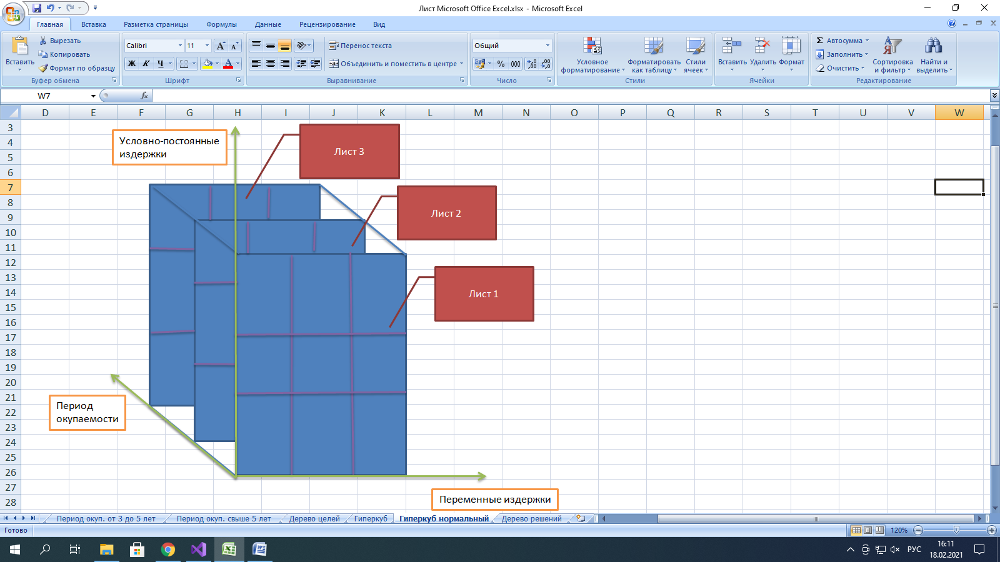 Лист Microsoft Office Excel.xlsx - Microsoft Excel
Главная Вставка Разметка страницы Формулы Данные Рецензирование Вид
Вставить
Вырезать
Копировать
Формат по образцу
Буфер обмена
Calibri 11
Ж К Ч
Шрифт
Перенос текста
Объединить и поместить в центре
Выравнивание
Общий
% 000
Число
Условное форматирование
Форматировать как таблицу
Стили ячеек
Стили
Вставить Удалить Формат
Ячейки
Автосумма
Заполнить
Очистить
Сортировка и фильтр
Найти и выделить
Редактирование
W7
fx
D E F G H I J K L M N O P Q R S T U V W
3
4
5
6
7
8
9
10
11
12
13
14
15
16
17
18
19
20
21
22
23
24
25
26
27
28
Условно-постоянные
издержки
Лист 3
Лист 2
Лист 1
Период
окупаемости
Переменные издержки
Период окуп. от 3 до 5 лет Период окуп. свыше 5 лет Дерево целей Гиперкуб Гиперкуб нормальный Дерево решений
Готово
120%
РУС
16:11
18.02.2021